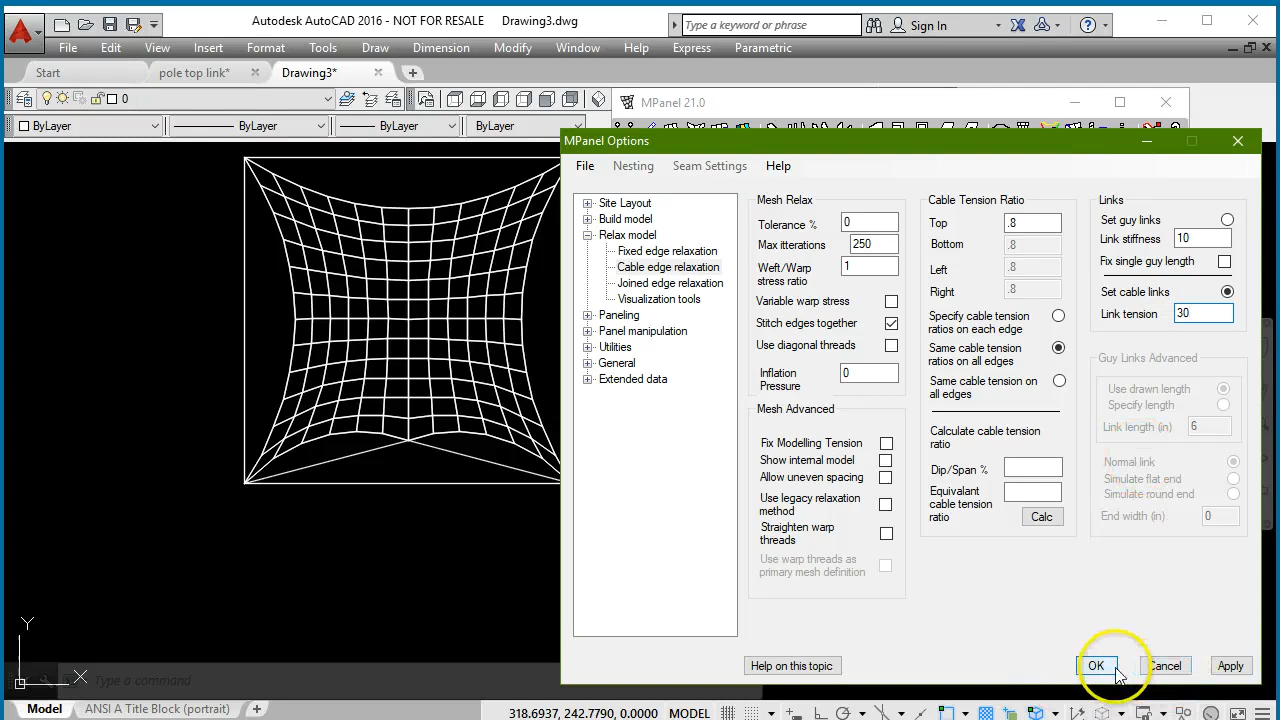 Autodesk AutoCAD 2016 - NOT FOR RESALE Drawing3.dwg
Type a keyword or phrase
Sign In
File Edit View Insert Format Tools Draw Dimension Modify Window Help Express Parametric
Start pole top link* Drawing3*
0
MPanel 21.0
ByLayer ByLayer ByLayer ByLayer
MPanel Options
File Nesting Seam Settings Help
Site Layout
Build model
Relax model
Fixed edge relaxation
Cable edge relaxation
Joined edge relaxation
Visualization tools
Paneling
Panel manipulation
Utilities
General
Extended data
Mesh Relax
Tolerance % 0
Max itterations 250
Weft/Warp
stress ratio
1
Variable warp stress
Stitch edges together
Use diagonal threads
Inflation
Pressure
0
Mesh Advanced
Fix Modelling Tension
Show internal model
Allow uneven spacing
Use legacy relaxation
method
Straighten warp
threads
Use warp threads as
primary mesh definition
Cable Tension Ratio
Top .8
Bottom .8
Left .8
Right .8
Specify cable tension
ratios on each edge
Same cable tension
ratios on all edges
Same cable tension on
all edges
Calculate cable tension
ratio
Dip/Span %
Equivalant
cable tension
ratio
Calc
Links
Set guy links
Link stiffness 10
Fix single guy length
Set cable links
Link tension 30
Guy Links Advanced
Use drawn length
Specify length
Link length (in) 6
Normal link
Simulate flat end
Simulate round end
End width (in) 0
Help on this topic OK Cancel Apply
Y
X
Type a command
Model ANSI A Title Block (portrait)
318.6937, 242.7790, 0.0000 MODEL